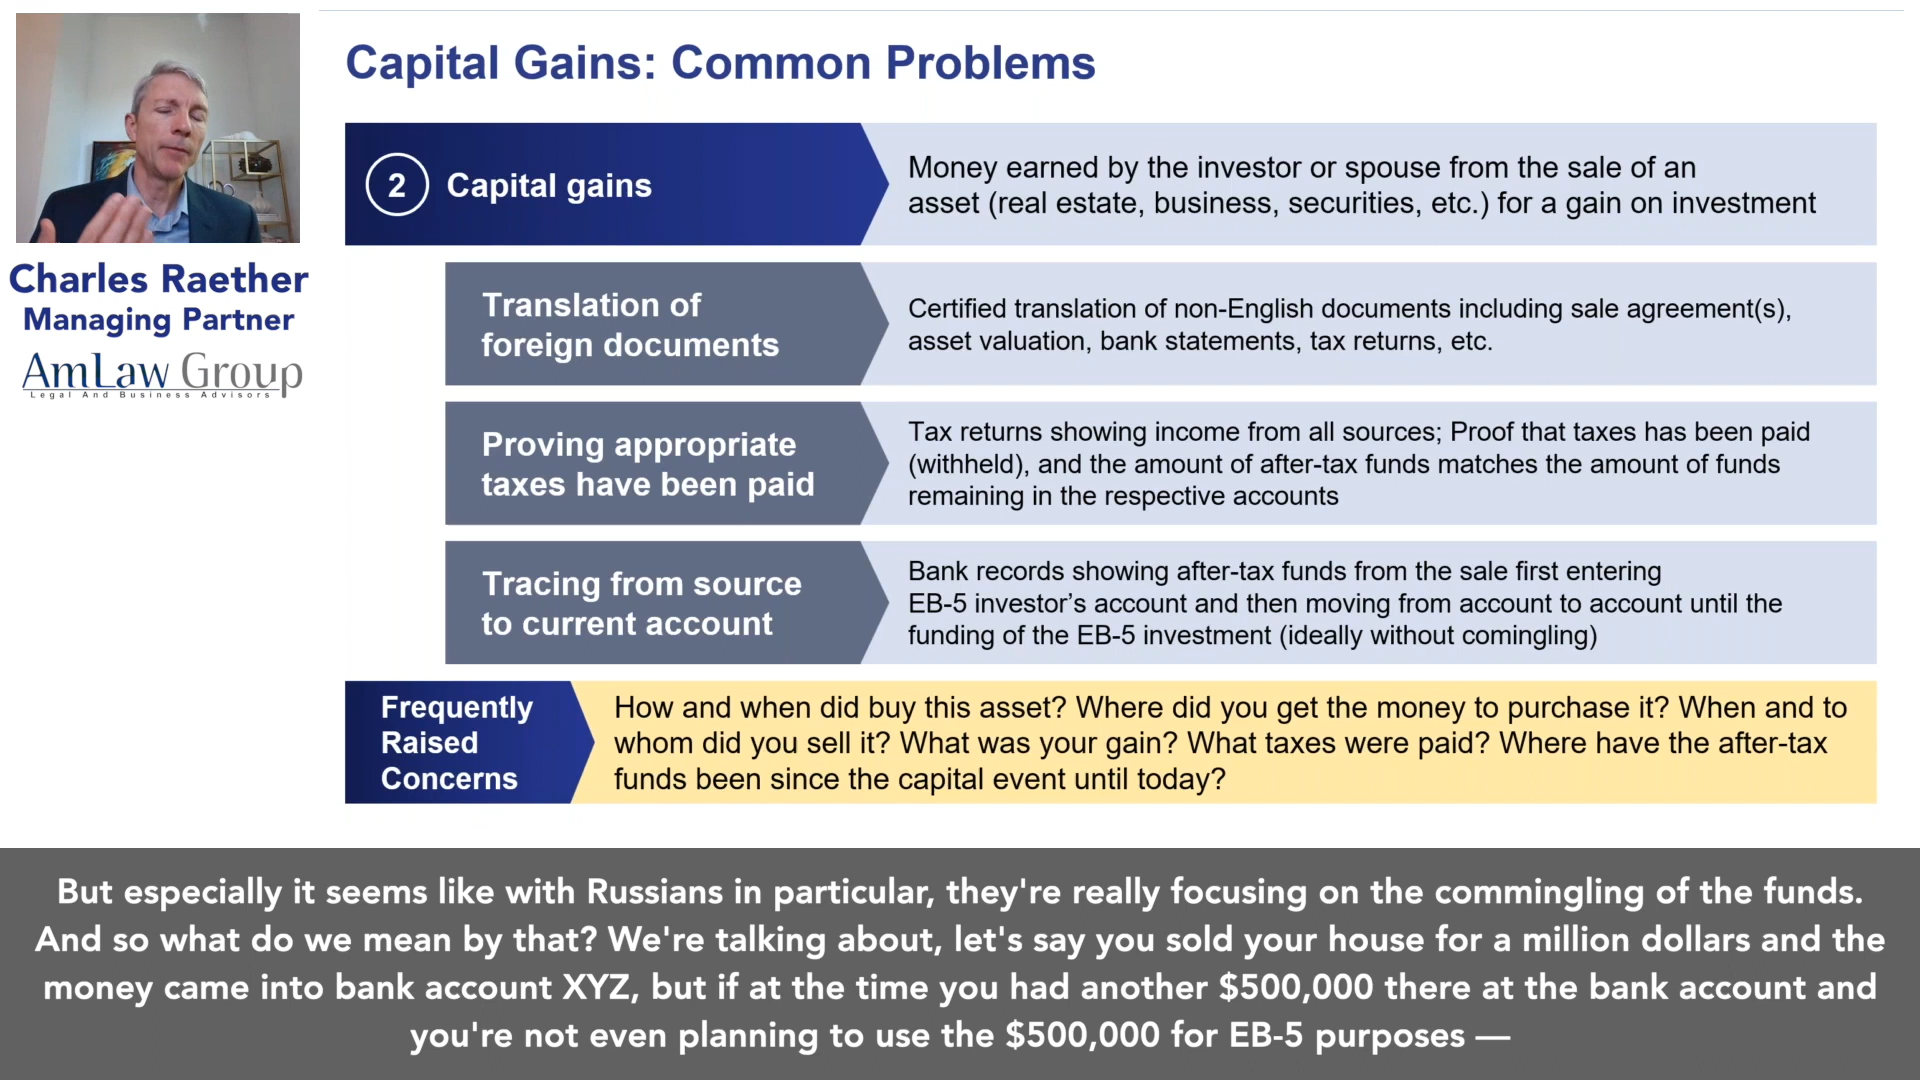 Capital Gains: Common Problems
2
Capital gains
Money earned by the investor or spouse from the sale of an
asset (real estate, business, securities, etc.) for a gain on investment
Charles Raether
Managing Partner
AmLaw Group
Legal And Business Advisors
Translation of
foreign documents
Certified translation of non-English documents including sale agreement(s),
asset valuation, bank statements, tax returns, etc.
Proving appropriate
taxes have been paid
Tax returns showing income from all sources; Proof that taxes has been paid
(withheld), and the amount of after-tax funds matches the amount of funds
remaining in the respective accounts
Tracing from source
to current account
Bank records showing after-tax funds from the sale first entering
EB-5 investor’s account and then moving from account to account until the
funding of the EB-5 investment (ideally without comingling)
Frequently
Raised
Concerns
How and when did buy this asset? Where did you get the money to purchase it? When and to
whom did you sell it? What was your gain? What taxes were paid? Where have the after-tax
funds been since the capital event until today?
But especially it seems like with Russians in particular, they're really focusing on the commingling of the funds.
And so what do we mean by that? We're talking about, let's say you sold your house for a million dollars and the
money came into bank account XYZ, but if at the time you had another $500,000 there at the bank account and
you're not even planning to use the $500,000 for EB-5 purposes —